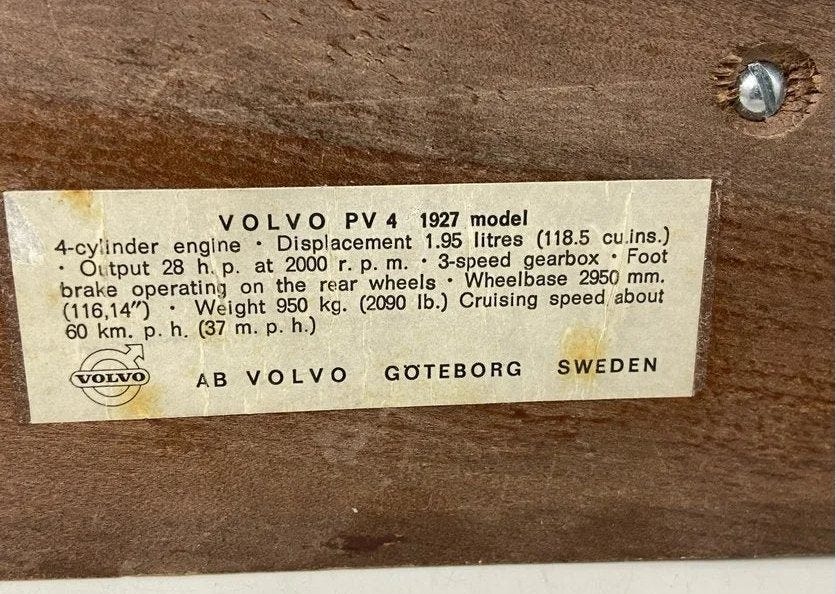 VOLVO PV 4 1927 model
4-cylinder engine · Displacement 1.95 litres (118.5 cu.ins.)
· Output 28 h. p. at 2000 r. p. m. · 3-speed gearbox · Foot
brake operating on the rear wheels · Wheelbase 2950 mm.
(116,14″) · Weight 950 kg. (2090 lb.) Cruising speed about
60 km. p. h. (37 m. p. h.)
VOLVO AB VOLVO GÖTEBORG SWEDEN